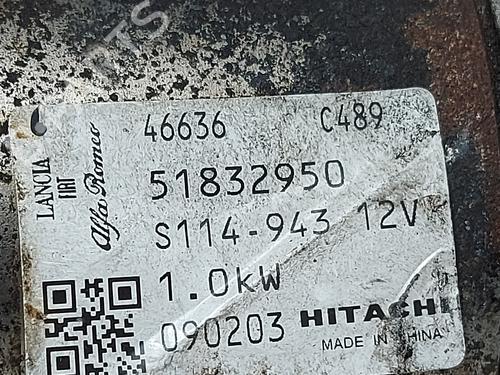 46636 C489
LANCIA
FIAT
Alfa Romeo
51832950
S114-943 12V
1.0kW
090203 HITACHI
MADE IN CHINA